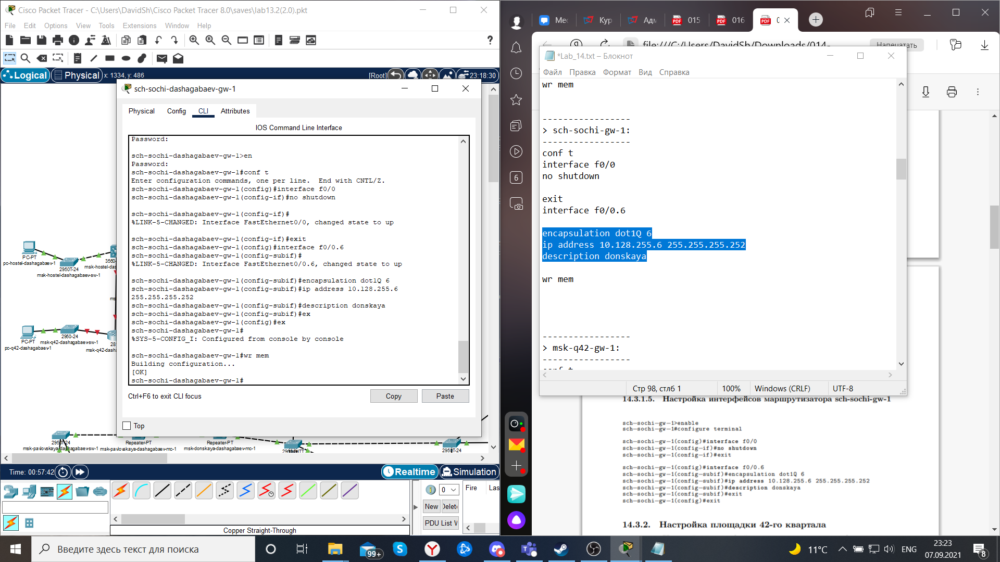 Cisco Packet Tracer - C:\Users\DavidSh\Cisco Packet Tracer 8.0\saves\lab13.2(2.0).pkt
File Edit Options View Tools Extensions Window Help
Logical Physical x: 1334, y: 486
[Root] 23:18:30
sch-sochi-dashagabaev-gw-1
Physical Config CLI Attributes
IOS Command Line Interface
Password:
sch-sochi-dashagabaev-gw-1>en
Password:
sch-sochi-dashagabaev-gw-1#conf t
Enter configuration commands, one per line. End with CNTL/Z.
sch-sochi-dashagabaev-gw-1(config)#interface f0/0
sch-sochi-dashagabaev-gw-1(config-if)#no shutdown
sch-sochi-dashagabaev-gw-1(config-if)#
%LINK-5-CHANGED: Interface FastEthernet0/0, changed state to up
sch-sochi-dashagabaev-gw-1(config-if)#exit
sch-sochi-dashagabaev-gw-1(config)#interface f0/0.6
sch-sochi-dashagabaev-gw-1(config-subif)#
%LINK-5-CHANGED: Interface FastEthernet0/0.6, changed state to up
sch-sochi-dashagabaev-gw-1(config-subif)#encapsulation dot1Q 6
sch-sochi-dashagabaev-gw-1(config-subif)#ip address 10.128.255.6
255.255.255.252
sch-sochi-dashagabaev-gw-1(config-subif)#description donskaya
sch-sochi-dashagabaev-gw-1(config-subif)#ex
sch-sochi-dashagabaev-gw-1(config)#ex
sch-sochi-dashagabaev-gw-1#
%SYS-5-CONFIG_I: Configured from console by console
sch-sochi-dashagabaev-gw-1#wr mem
Building configuration...
[OK]
sch-sochi-dashagabaev-gw-1#
Ctrl+F6 to exit CLI focus
Copy Paste
Top
PC-PT
pc-hostel-dashagabaev-1
2950T-24
msk-hostel-dashagabaev-sw-1
3560-
msk-hostel-das
ms
PC-PT
pc-q42-dashagabaev-1
2950-24
msk-q42-dashagabaev-sw-1
28
msk-q42-dashag
2950T-24
msk-pavlovskaya-dashagabaev-sw-1
Repeater-PT
msk-pavlovskaya-dashagabaev-mc-1
Repeater-PT
msk-donskaya-dashagabaev-mc-1
2950T-24
Time: 00:57:42
Realtime Simulation
0
Fire Las
New Delete
PDU List W
Copper Straight-Through
Мес
Кур
Адм
015
016
0
file:///C:/Users/DavidSh/Downloads/014-
Напечатать
6
*Lab_14.txt – Блокнот
Файл Правка Формат Вид Справка
wr mem
-----------------
> sch-sochi-gw-1:
-----------------
conf t
interface f0/0
no shutdown
exit
interface f0/0.6
encapsulation dot1Q 6
ip address 10.128.255.6 255.255.255.252
description donskaya
wr mem
-----------------
> msk-q42-gw-1:
-----------------
conf t
Стр 98, стлб 1 100% Windows (CRLF) UTF-8
14.3.1.5. Настройка интерфейсов маршрутизатора sch-sochi-gw-1
sch-sochi-gw-1>enable
sch-sochi-gw-1#configure terminal
sch-sochi-gw-1(config)#interface f0/0
sch-sochi-gw-1(config-if)#no shutdown
sch-sochi-gw-1(config-if)#exit
sch-sochi-gw-1(config)#interface f0/0.6
sch-sochi-gw-1(config-subif)#encapsulation dot1Q 6
sch-sochi-gw-1(config-subif)#ip address 10.128.255.6 255.255.255.252
sch-sochi-gw-1(config-subif)#description donskaya
sch-sochi-gw-1(config-subif)#exit
sch-sochi-gw-1(config)#exit
14.3.2. Настройка площадки 42-го квартала
Введите здесь текст для поиска
99+
11°C
ENG
23:23
07.09.2021
8